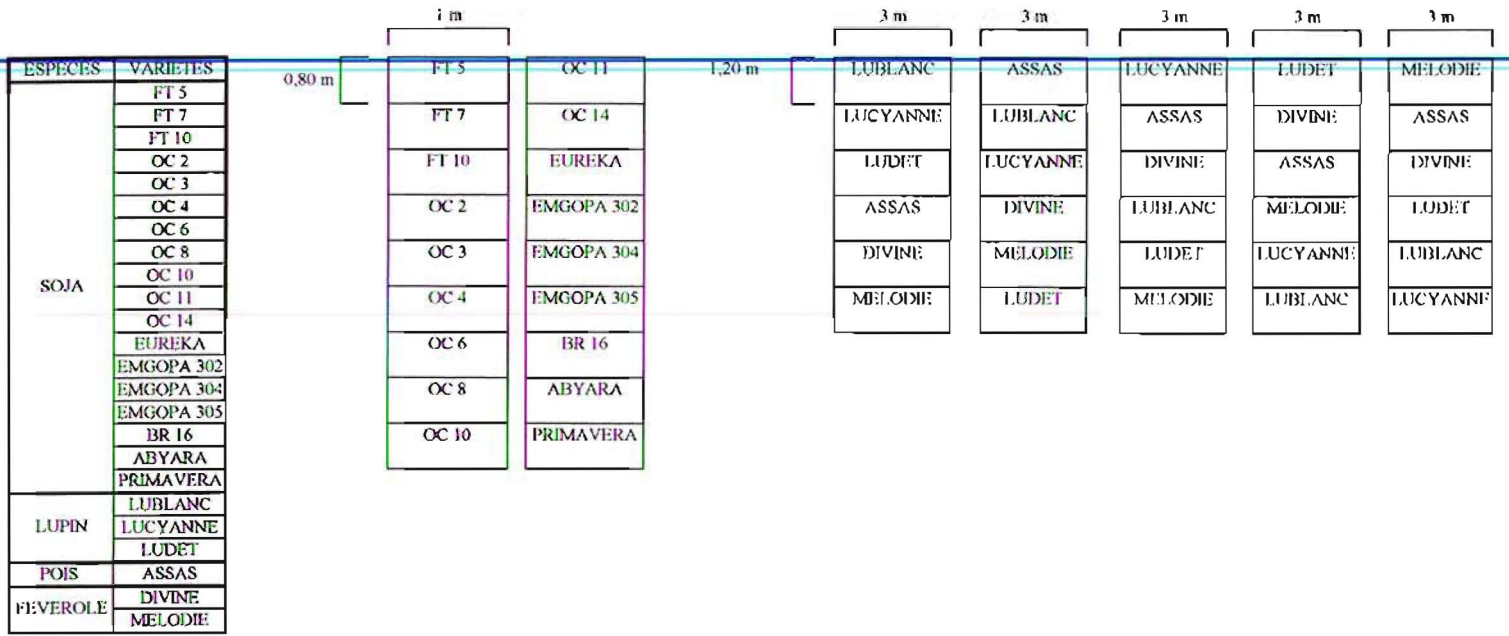 1 m 3 m 3 m 3 m 3 m 3 m
ESPECES VARIETES
SOJA
FT 5
FT 7
FT 10
OC 2
OC 3
OC 4
OC 6
OC 8
OC 10
OC 11
OC 14
EUREKA
EMGOPA 302
EMGOPA 304
EMGOPA 305
BR 16
ABYARA
PRIMAVERA
LUPIN
LUBLANC
LUCYANNE
LUDET
POIS ASSAS
FEVEROLE
DIVINE
MELODIE
0,80 m
FT 5 OC 11
FT 7 OC 14
FT 10 EUREKA
OC 2 EMGOPA 302
OC 3 EMGOPA 304
OC 4 EMGOPA 305
OC 6 BR 16
OC 8 ABYARA
OC 10 PRIMAVERA
1,20 m
LUBLANC ASSAS LUCYANNE LUDET MELODIE
LUCYANNE LUBLANC ASSAS DIVINE ASSAS
LUDET LUCYANNE DIVINE ASSAS DIVINE
ASSAS DIVINE LUBLANC MELODIE LUDET
DIVINE MELODIE LUDET LUCYANNE LUBLANC
MELODIE LUDET MELODIE LUBLANC LUCYANNE